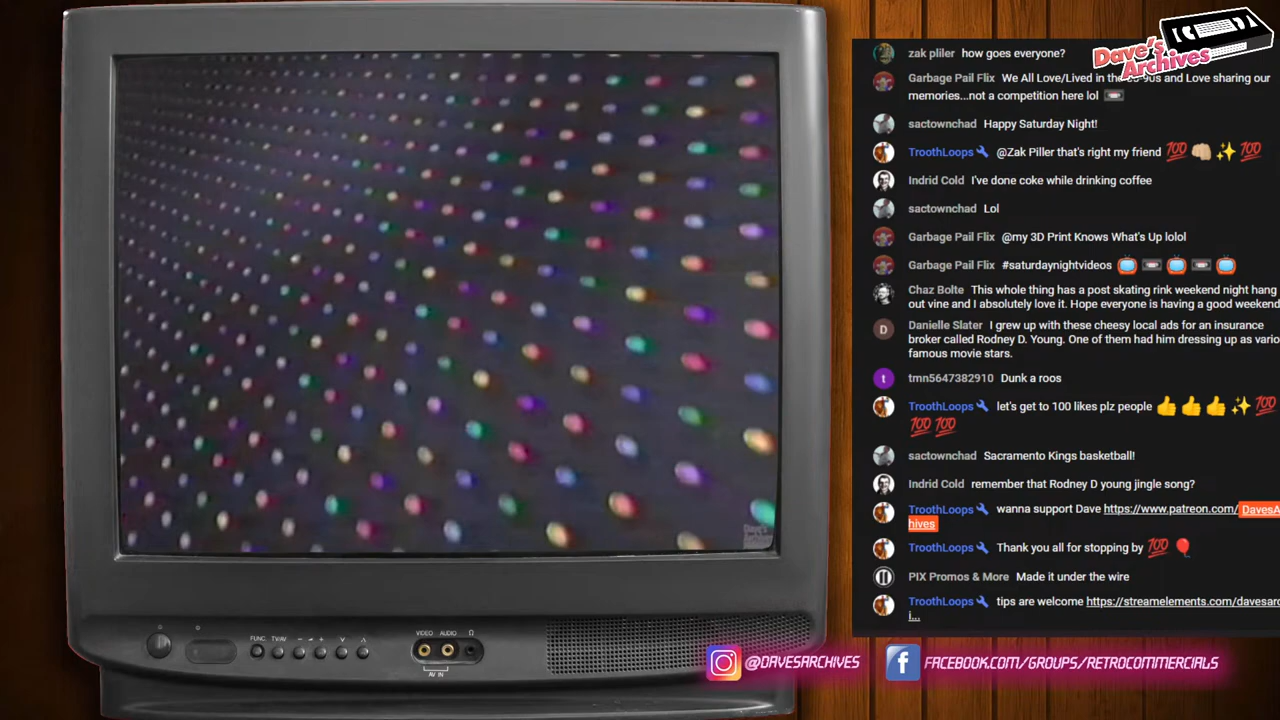 Dave's
Archives
zak pliler how goes everyone?
Garbage Pail Flix We All Love/Lived in the 90s and Love sharing our
memories...not a competition here lol
sactownchad Happy Saturday Night!
TroothLoops @Zak Piller that's right my friend 💯 👊🏼 ✨ 💯
Indrid Cold I've done coke while drinking coffee
sactownchad Lol
Garbage Pail Flix @my 3D Print Knows What's Up lolol
Garbage Pail Flix #saturdaynightvideos 📺 📼 📺 📼 📺
Chaz Bolte This whole thing has a post skating rink weekend night hang
out vine and I absolutely love it. Hope everyone is having a good weekend
D Danielle Slater I grew up with these cheesy local ads for an insurance
broker called Rodney D. Young. One of them had him dressing up as vario
famous movie stars.
t tmn5647382910 Dunk a roos
TroothLoops let's get to 100 likes plz people 👍 👍 👍 ✨ 💯
💯 💯
sactownchad Sacramento Kings basketball!
Indrid Cold remember that Rodney D young jingle song?
TroothLoops wanna support Dave https://www.patreon.com/ DavesA
hives
TroothLoops Thank you all for stopping by 💯 🎈
PIX Promos & More Made it under the wire
TroothLoops tips are welcome https://streamelements.com/davesarc
i...
Dave's
Archives
FUNC. TV/AV - + V Λ
VIDEO AUDIO
AV IN
@DAVESARCHIVES
FACEBOOK.COM/GROUPS/RETROCOMMERCIALS